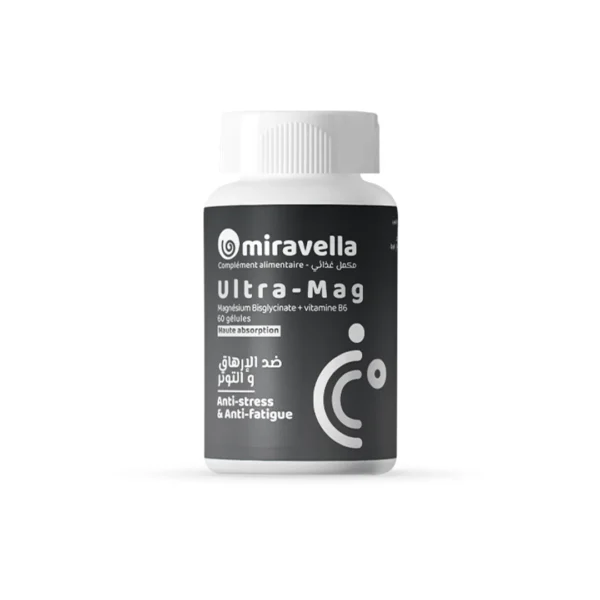 miravella
Complément alimentaire - مكمل غذائي
Ultra-Mag
Magnésium Bisglycinate + vitamine B6
60 gélules
Haute absorption
ضد الإرهاق
و التوتر
Anti-stress
& Anti-fatigue